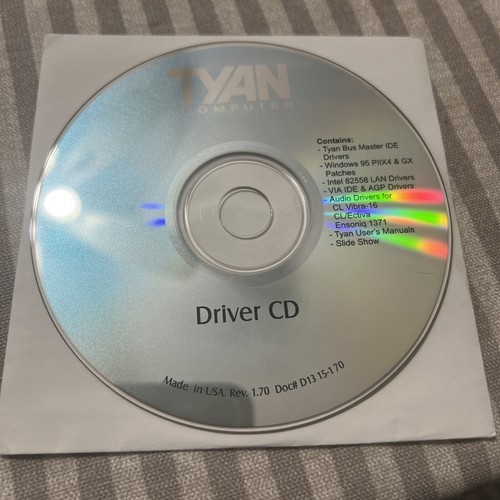 TYAN
COMPUTER
Contains:
- Tyan Bus Master IDE
Drivers
- Windows 95 PIIX4 & GX
Patches
- Intel 82558 LAN Drivers
- VIA IDE & AGP Drivers
- Audio Drivers for
CL Vibra-16
CL/Ectiva
Ensoniq 1371
- Tyan User's Manuals
- Slide Show
Driver CD
Made in USA. Rev. 1.70 Doc# D1315-170